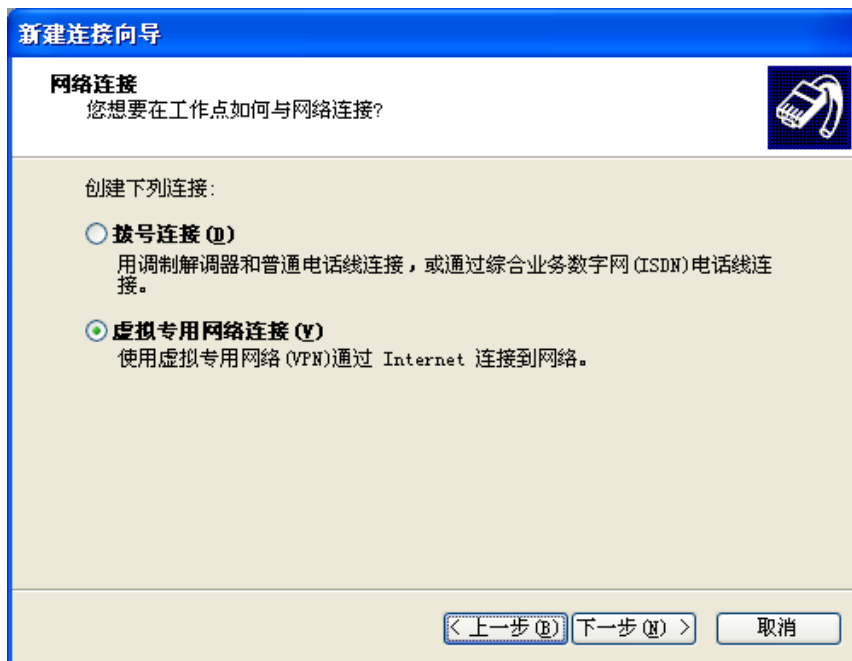 新建连接向导
网络连接
您想要在工作点如何与网络连接?
创建下列连接:
拨号连接(D)
用调制解调器和普通电话线连接，或通过综合业务数字网(ISDN)电话线连
接。
虚拟专用网络连接(V)
使用虚拟专用网络(VPN)通过 Internet 连接到网络。
< 上一步(B) 下一步(N) > 取消